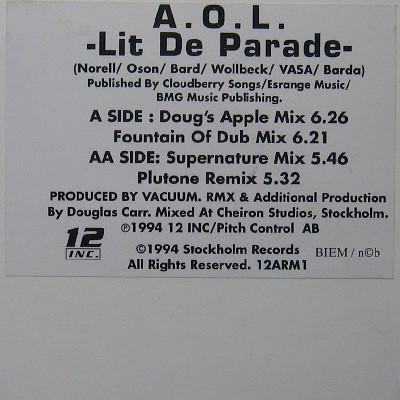 A.O.L.
-Lit De Parade-
(Norell/ Oson/ Bard/ Wollbeck/ VASA/ Barda)
Published By Cloudberry Songs/Esrange Music/
BMG Music Publishing.
A SIDE : Doug's Apple Mix 6.26
Fountain Of Dub Mix 6.21
AA SIDE: Supernature Mix 5.46
Plutone Remix 5.32
PRODUCED BY VACUUM. RMX & Additional Production
By Douglas Carr. Mixed At Cheiron Studios, Stockholm.
℗1994 12 INC/Pitch Control AB
12
INC.
©1994 Stockholm Records
BIEM / n©b
All Rights Reserved. 12ARM1